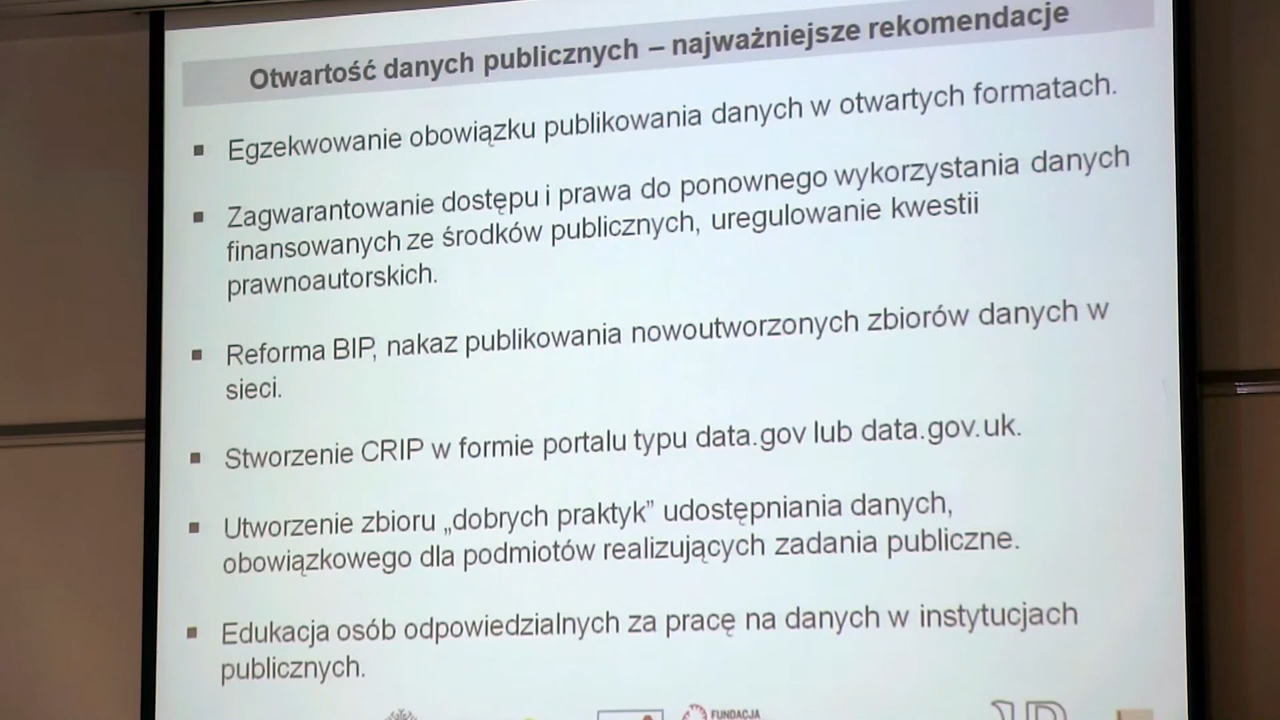 Otwartość danych publicznych – najważniejsze rekomendacje
▪ Egzekwowanie obowiązku publikowania danych w otwartych formatach.
▪ Zagwarantowanie dostępu i prawa do ponownego wykorzystania danych
finansowanych ze środków publicznych, uregulowanie kwestii
prawnoautorskich.
▪ Reforma BIP, nakaz publikowania nowoutworzonych zbiorów danych w
sieci.
▪ Stworzenie CRIP w formie portalu typu data.gov lub data.gov.uk.
▪ Utworzenie zbioru „dobrych praktyk” udostępniania danych,
obowiązkowego dla podmiotów realizujących zadania publiczne.
▪ Edukacja osób odpowiedzialnych za pracę na danych w instytucjach
publicznych.
FUNDACJA